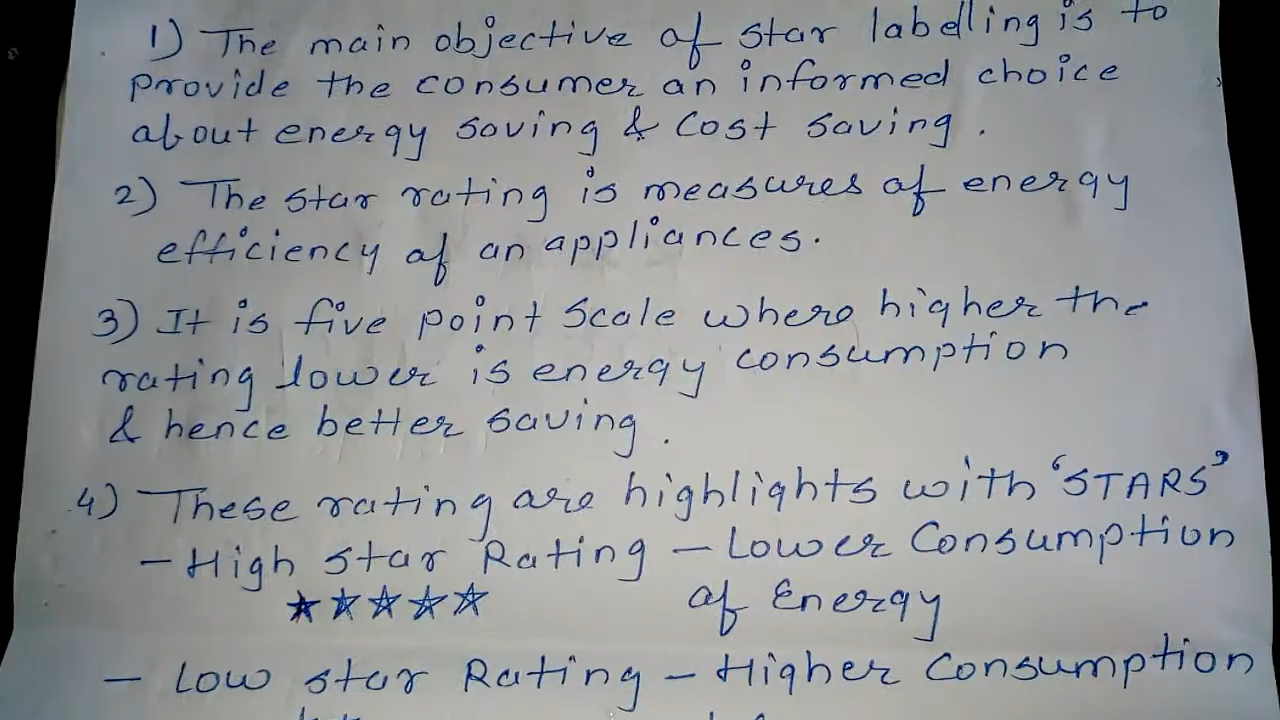 1) The main objective of star labelling is to
provide the consumer an informed choice
about energy saving & cost saving.
2) The star rating is measures of energy
efficiency of an appliances.
3) It is five point scale where higher the
rating lower is energy consumption
& hence better saving.
4) These rating are highlights with 'STARS'
- High Star Rating - Lower Consumption
★☆☆☆☆ of Energy
- Low star Rating - Higher Consumption